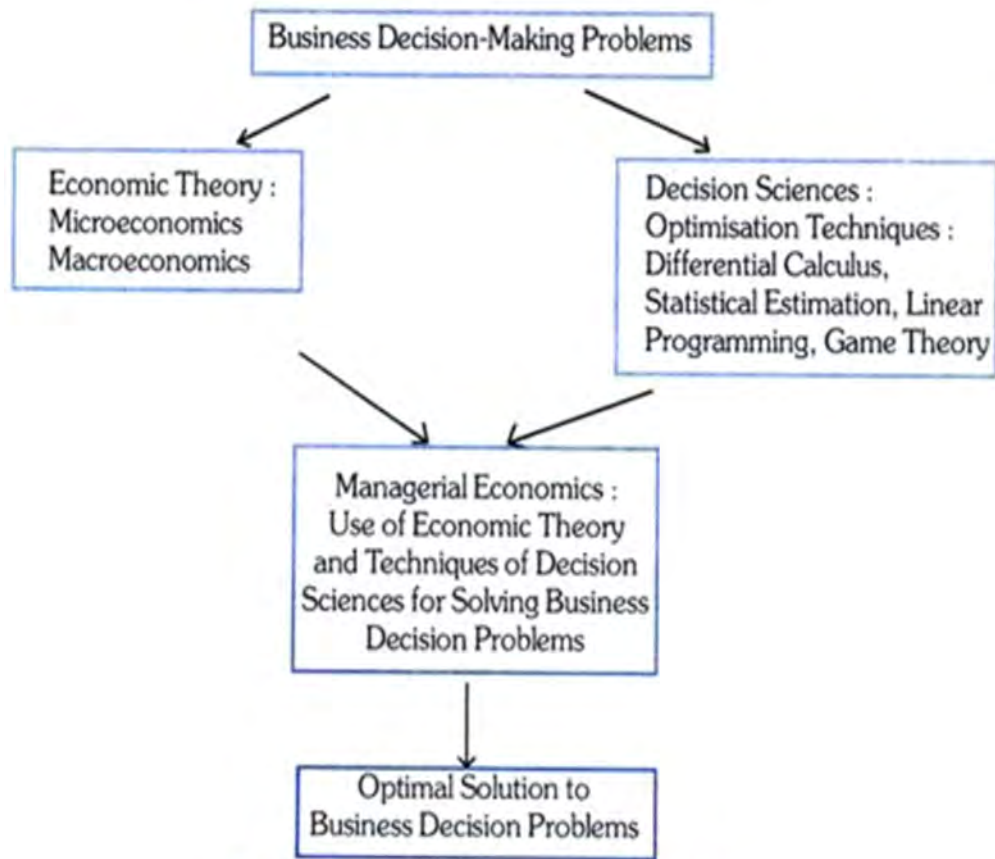 Business Decision-Making Problems
Economic Theory :
Microeconomics
Macroeconomics
Decision Sciences :
Optimisation Techniques :
Differential Calculus,
Statistical Estimation, Linear
Programming, Game Theory
Managerial Economics :
Use of Economic Theory
and Techniques of Decision
Sciences for Solving Business
Decision Problems
Optimal Solution to
Business Decision Problems